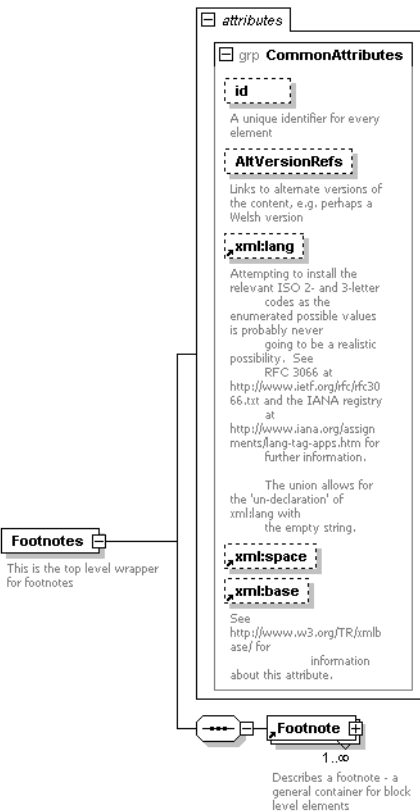 attributes
grp CommonAttributes
id
A unique identifier for every
element
AltVersionRefs
Links to alternate versions of
the content, e.g. perhaps a
Welsh version
xml:lang
Attempting to install the
relevant ISO 2- and 3-letter
codes as the
enumerated possible values
is probably never
going to be a realistic
possibility. See
RFC 3066 at
http://www.ietf.org/rfc/rfc30
66.txt and the IANA registry
at
http://www.iana.org/assign
ments/lang-tag-apps.htm for
further information.
The union allows for
the 'un-declaration' of
xml:lang with
the empty string.
Footnotes
This is the top level wrapper
for footnotes
xml:space
xml:base
See
http://www.w3.org/TR/xmlb
ase/ for
information
about this attribute.
Footnote
1..∞
Describes a footnote - a
general container for block
level elements